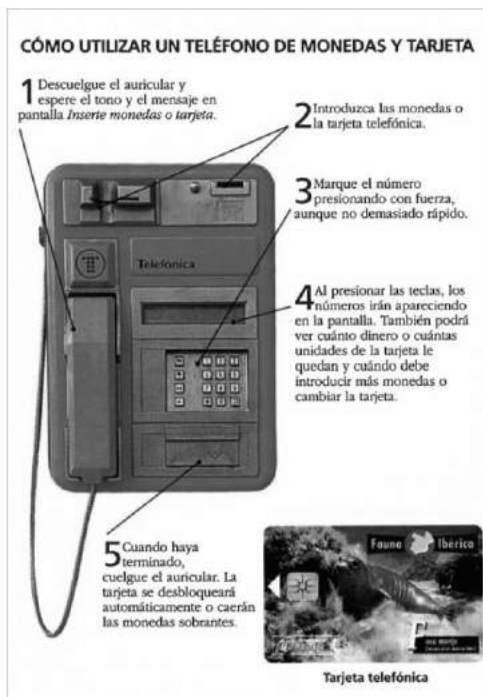 CÓMO UTILIZAR UN TELÉFONO DE MONEDAS Y TARJETA
1 Descuelgue el auricular y
espere el tono y el mensaje en
pantalla Inserte monedas o tarjeta.
2 Introduzca las monedas o
la tarjeta telefónica.
3 Marque el número
presionando con fuerza,
aunque no demasiado rápido.
Telefónica
4 Al presionar las teclas, los
números irán apareciendo
en la pantalla. También podrá
ver cuánto dinero o cuántas
unidades de la tarjeta le
quedan y cuándo debe
introducir más monedas o
cambiar la tarjeta.
5 Cuando haya
terminado,
cuelgue el auricular. La
tarjeta se desbloqueará
automáticamente o caerán
las monedas sobrantes.
Fauna Ibérica
Tarjeta telefónica